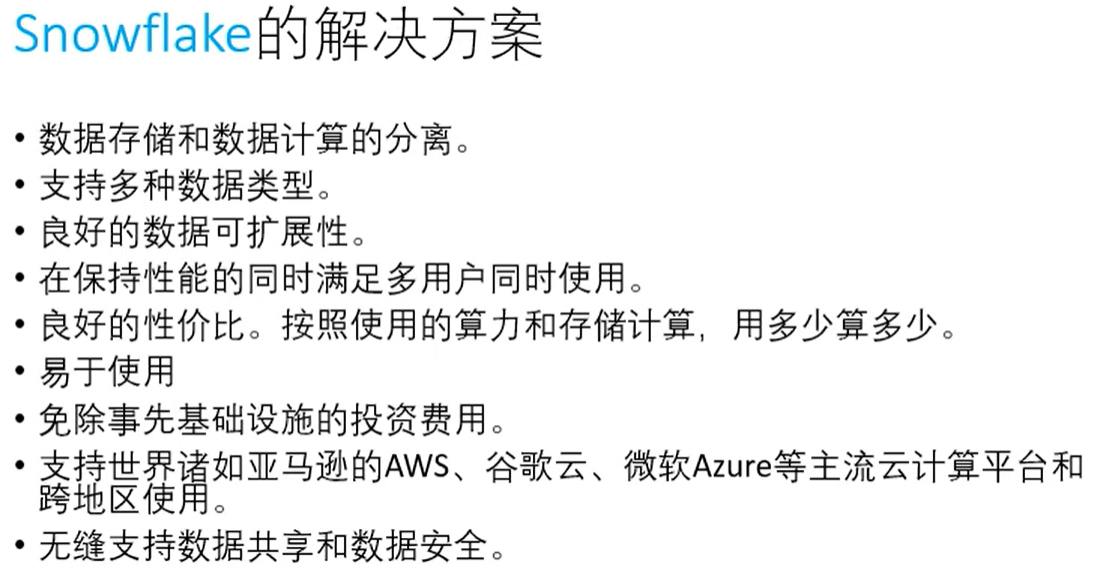 Snowflake的解决方案
• 数据存储和数据计算的分离。
• 支持多种数据类型。
• 良好的数据可扩展性。
• 在保持性能的同时满足多用户同时使用。
• 良好的性价比。按照使用的算力和存储计算，用多少算多少。
• 易于使用
• 免除事先基础设施的投资费用。
• 支持世界诸如亚马逊的AWS、谷歌云、微软Azure等主流云计算平台和
跨地区使用。
• 无缝支持数据共享和数据安全。